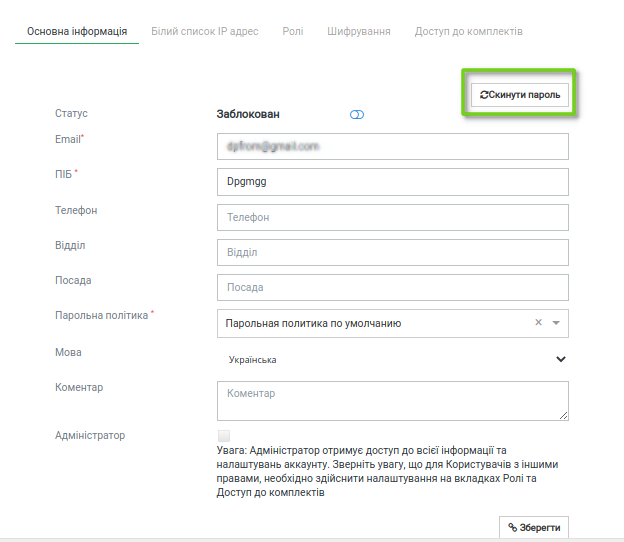 Основна інформація Білий список IP адрес Ролі Шифрування Доступ до комплектів
Скинути пароль
Статус Заблокован
Email*
ПІБ * Dpgmgg
Телефон Телефон
Відділ Відділ
Посада Посада
Парольна політика * Парольная политика по умолчанию ×
Мова Українська
Коментар Коментар
Адміністратор
Увага: Адміністратор отримує доступ до всієї інформації та
налаштувань аккаунту. Зверніть увагу, що для Користувачів з іншими
правами, необхідно здійснити налаштування на вкладках Ролі та
Доступ до комплектів
Зберегти